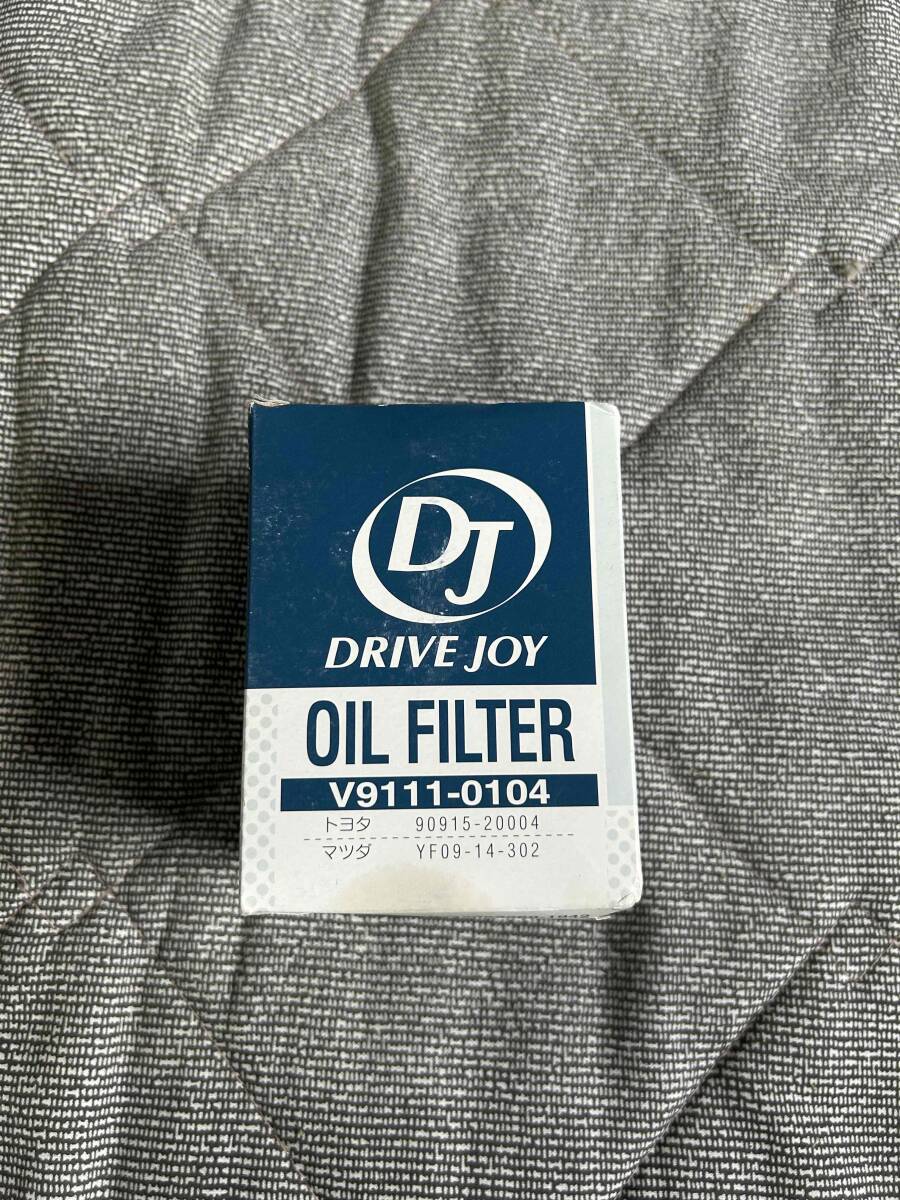 DJ
DRIVE JOY
OIL FILTER
V9111-0104
トヨタ 90915-20004
マツダ YF09-14-302